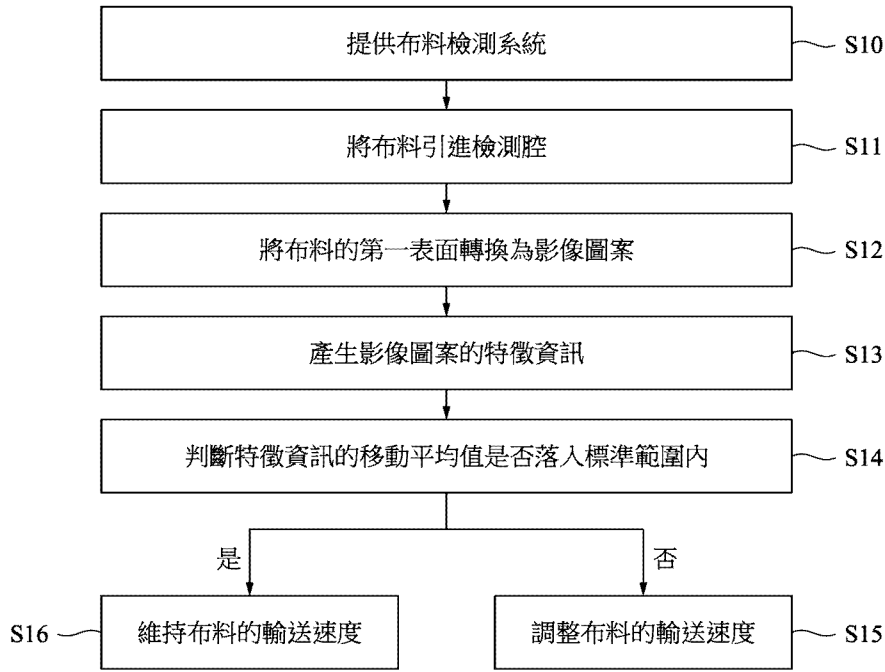 提供布料檢測系統
S10
將布料引進檢測腔
S11
將布料的第一表面轉換為影像圖案
S12
產生影像圖案的特徵資訊
S13
判斷特徵資訊的移動平均值是否落入標準範圍內
S14
是
否
S16
維持布料的輸送速度
調整布料的輸送速度
S15